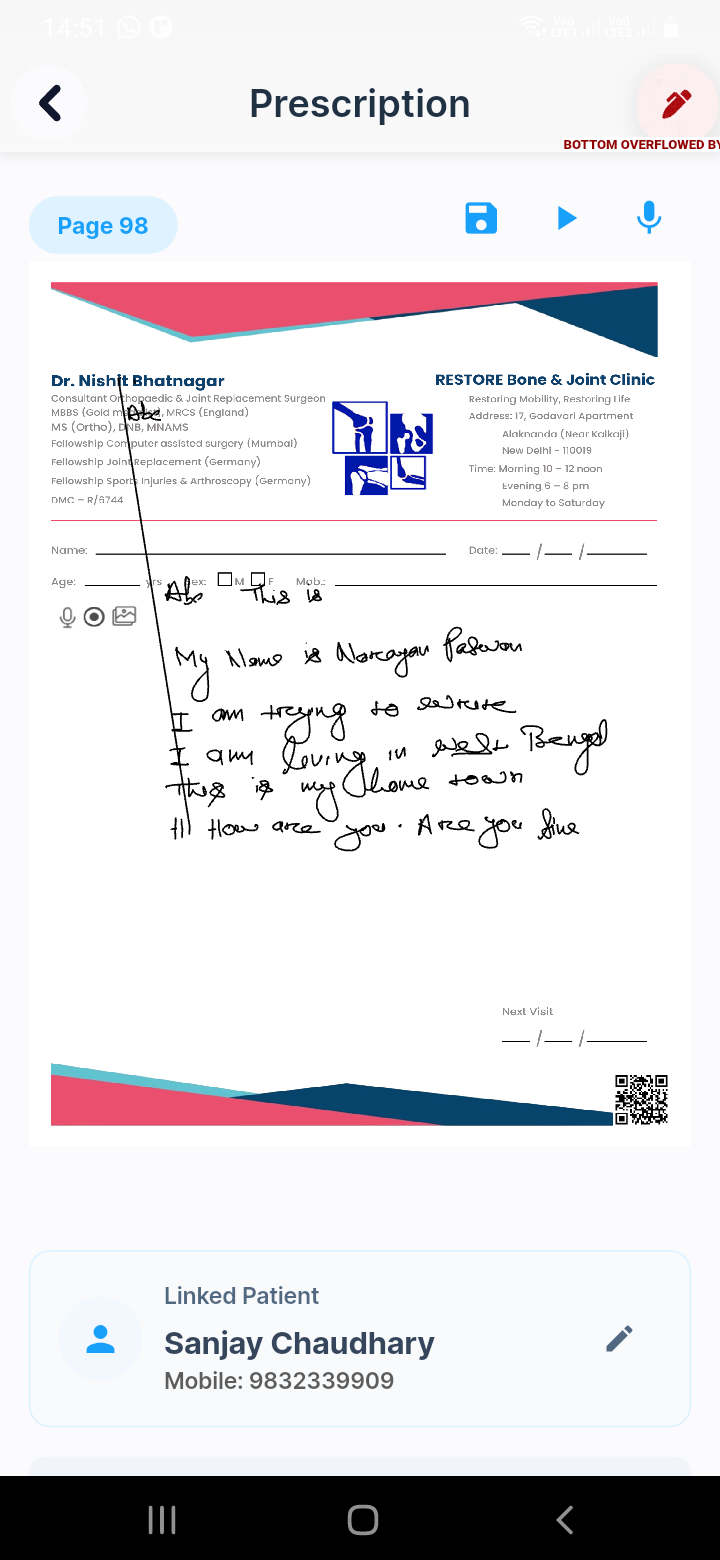 14:51
Prescription
BOTTOM OVERFLOWED BY
Page 98
Dr. Nishit Bhatnagar
Consultant Orthopaedic & Joint Replacement Surgeon
MBBS (Gold medalist), MRCS (England)
MS (Ortho), DNB, MNAMS
Fellowship Computer assisted surgery (Mumbai)
Fellowship Joint Replacement (Germany)
Fellowship Sports Injuries & Arthroscopy (Germany)
DMC – R/6744
Abc
RESTORE Bone & Joint Clinic
Restoring Mobility, Restoring Life
Address: 17, Godavari Apartment
Alaknanda (Near Kalkaji)
New Delhi - 110019
Time: Morning 10 – 12 noon
Evening 6 – 8 pm
Monday to Saturday
Name: Date: / /
Age: yrs Sex: M F Mob.:
Abc This is
My Name is Narayan Paswan
I am trying to
I am living in west Bengal
This is my home town
How are you. Are you fine
Next Visit
/ /
Linked Patient
Sanjay Chaudhary
Mobile: 9832339909